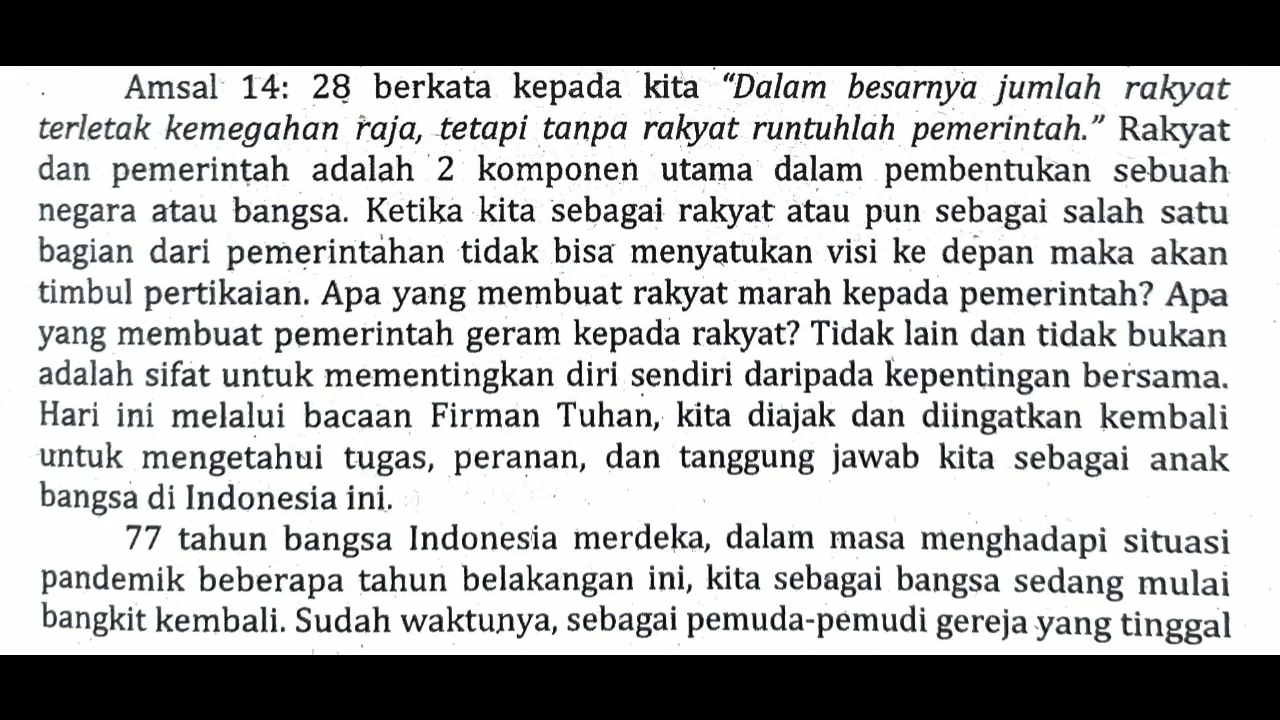 Amsal 14: 28 berkata kepada kita “Dalam besarnya jumlah rakyat
terletak kemegahan raja, tetapi tanpa rakyat runtuhlah pemerintah.” Rakyat
dan pemerintah adalah 2 komponen utama dalam pembentukan sebuah
negara atau bangsa. Ketika kita sebagai rakyat atau pun sebagai salah satu
bagian dari pemerintahan tidak bisa menyatukan visi ke depan maka akan
timbul pertikaian. Apa yang membuat rakyat marah kepada pemerintah? Apa
yang membuat pemerintah geram kepada rakyat? Tidak lain dan tidak bukan
adalah sifat untuk mementingkan diri sendiri daripada kepentingan bersama.
Hari ini melalui bacaan Firman Tuhan, kita diajak dan diingatkan kembali
untuk mengetahui tugas, peranan, dan tanggung jawab kita sebagai anak
bangsa di Indonesia ini.
77 tahun bangsa Indonesia merdeka, dalam masa menghadapi situasi
pandemik beberapa tahun belakangan ini, kita sebagai bangsa sedang mulai
bangkit kembali. Sudah waktunya, sebagai pemuda-pemudi gereja yang tinggal